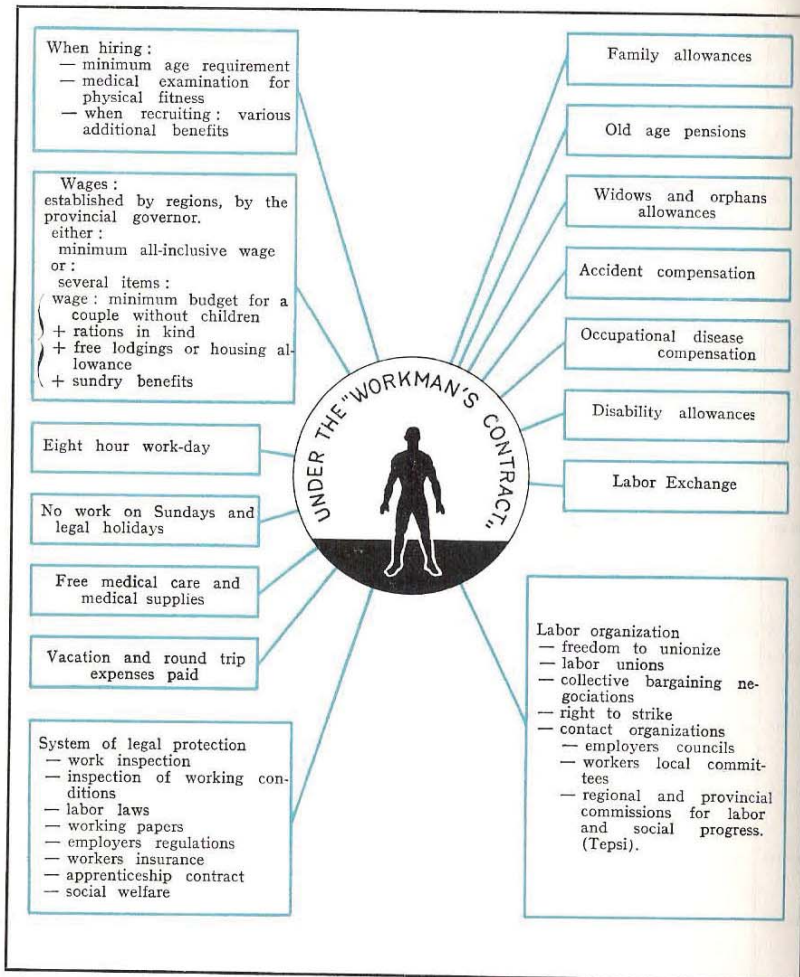 When hiring :
— minimum age requirement
— medical examination for
physical fitness
— when recruiting : various
additional benefits
Wages :
established by regions, by the
provincial governor.
either :
minimum all-inclusive wage
or :
several items :
wage : minimum budget for a
couple without children
+ rations in kind
+ free lodgings or housing al-
lowance
+ sundry benefits
Eight hour work-day
No work on Sundays and
legal holidays
Free medical care and
medical supplies
Vacation and round trip
expenses paid
System of legal protection
— work inspection
— inspection of working con-
ditions
— labor laws
— working papers
— employers regulations
— workers insurance
— apprenticeship contract
— social welfare
UNDER THE "WORKMAN'S CONTRACT"
Family allowances
Old age pensions
Widows and orphans
allowances
Accident compensation
Occupational disease
compensation
Disability allowances
Labor Exchange
Labor organization
— freedom to unionize
— labor unions
— collective bargaining ne-
gociations
— right to strike
— contact organizations
— employers councils
— workers local commit-
tees
— regional and provincial
commissions for labor
and social progress.
(Tepsi).